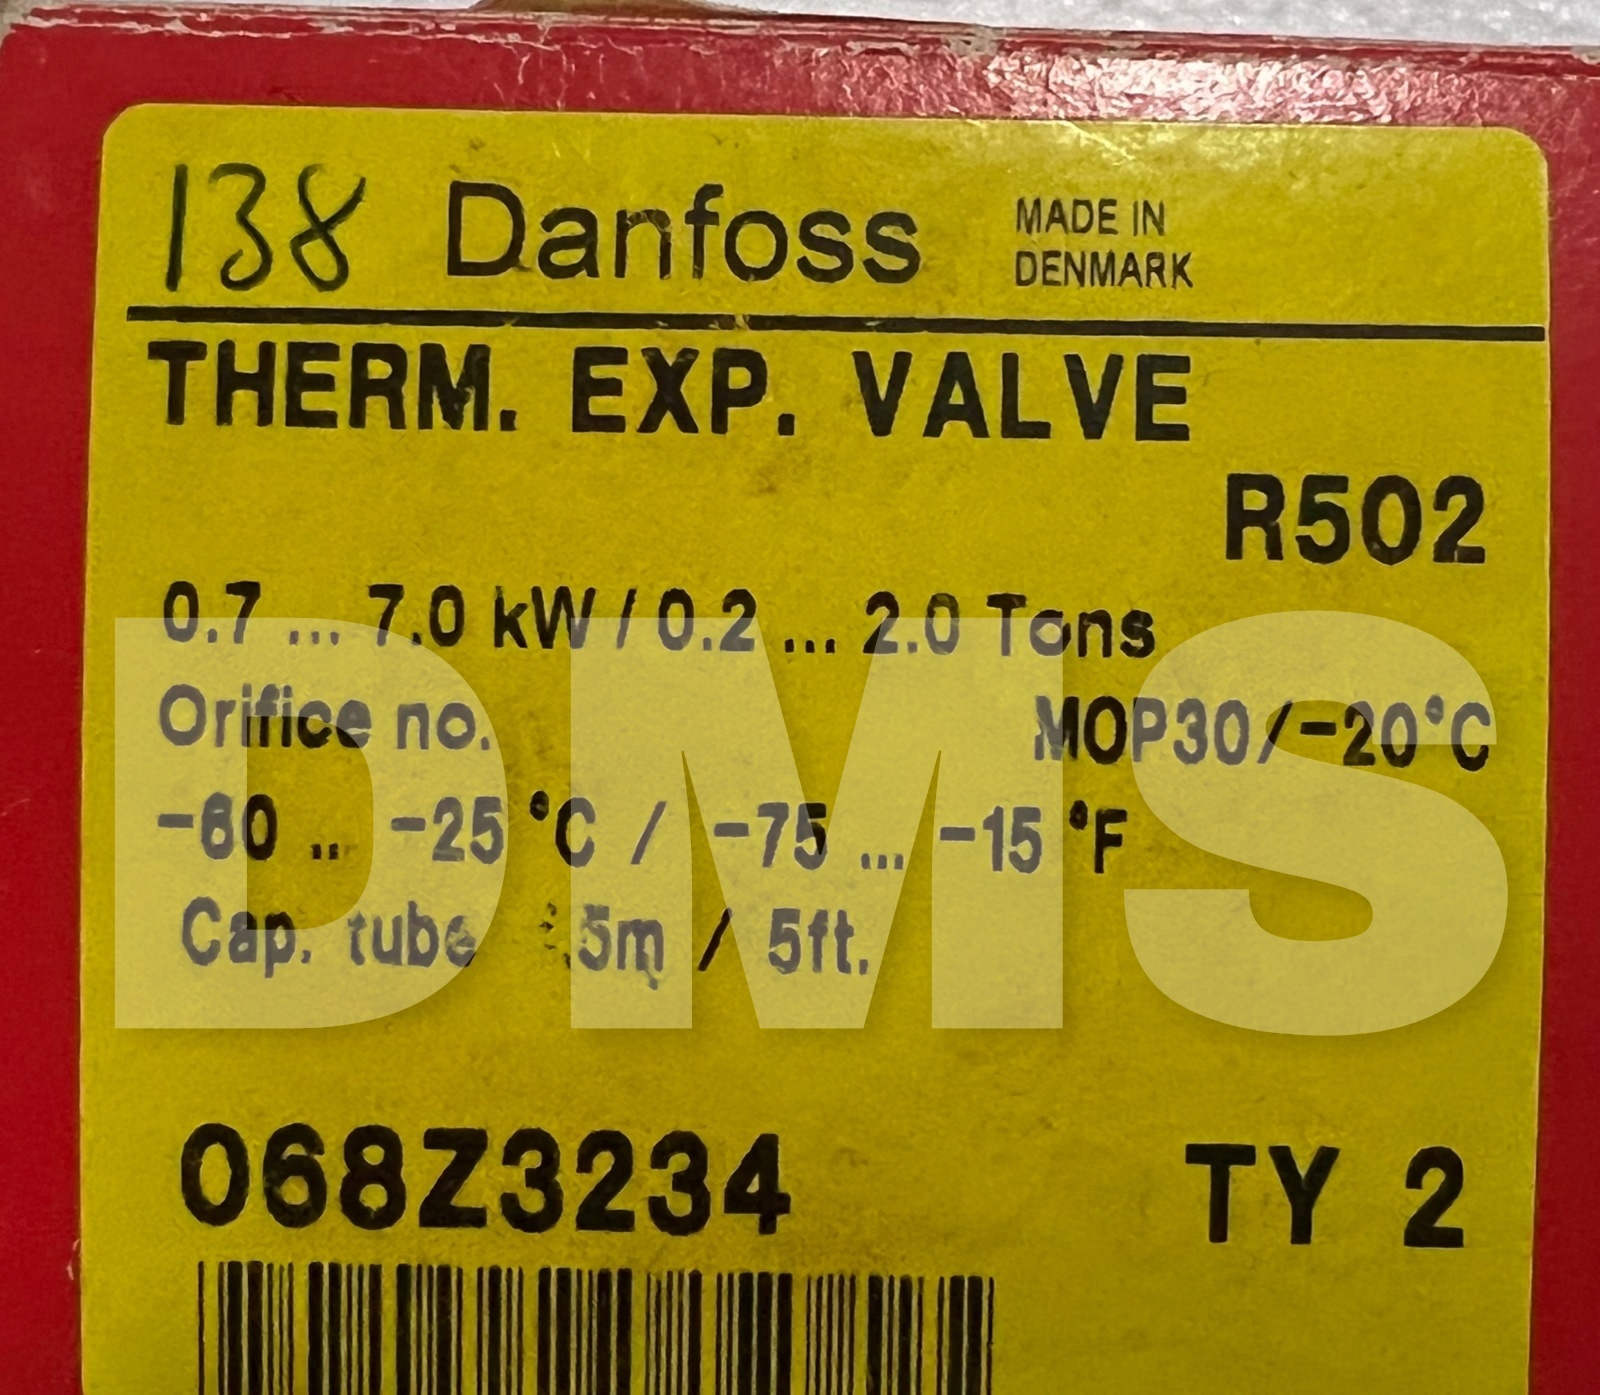 138 Danfoss MADE IN
DENMARK
THERM. EXP. VALVE
R502
0.7 ... 7.0 kW / 0.2 ... 2.0 Tons
Orifice no. MOP30/-20°C
-60 .. -25 °C / -75 ... -15 °F
Cap. tube 5m / 5ft.
DMS
068Z3234 TY 2